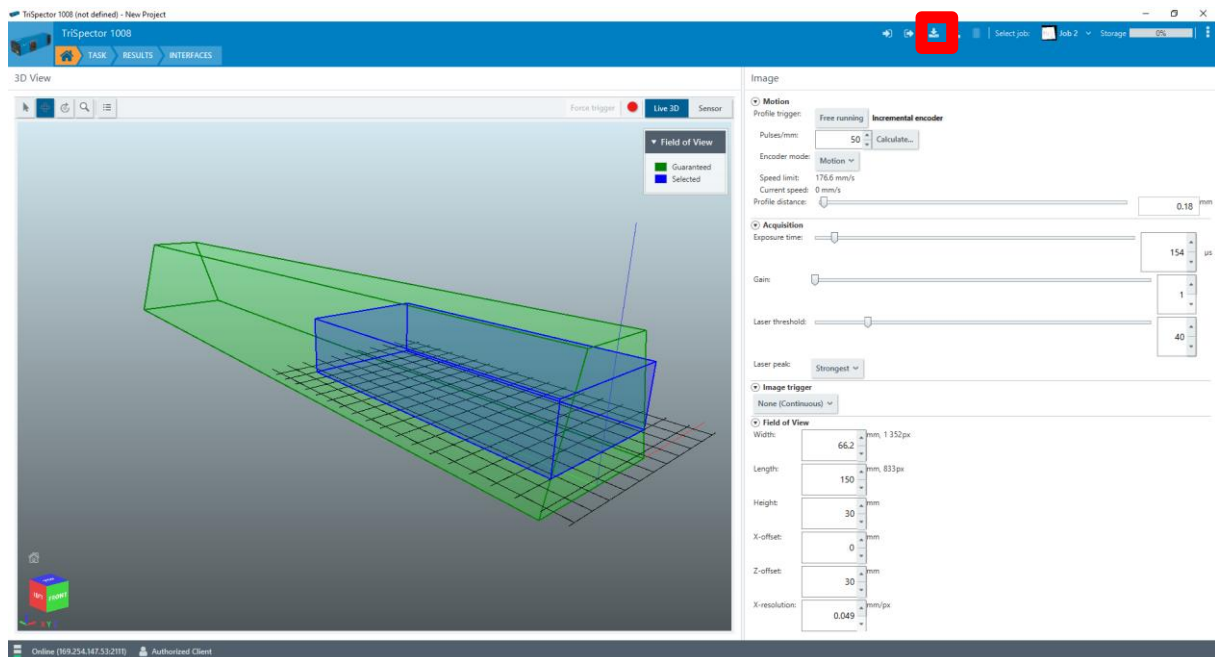 TriSpector 1008 (not defined) - New Project
TriSpector 1008
TASK RESULTS INTERFACES
Select job: Job 2 Storage 0%
3D View
Force trigger Live 3D Sensor
Field of View
Guaranteed
Selected
FRONT
X Y Z
Image
Motion
Profile trigger: Free running Incremental encoder
Pulses/mm: 50 Calculate...
Encoder mode: Motion
Speed limit: 176.6 mm/s
Current speed: 0 mm/s
Profile distance: 0.18 mm
Acquisition
Exposure time: 154 µs
Gain: 1
Laser threshold: 40
Laser peak: Strongest
Image trigger
None (Continuous)
Field of View
Width: 66.2 mm, 1 352px
Length: 150 mm, 833px
Height: 30 mm
X-offset: 0 mm
Z-offset: 30 mm
X-resolution: 0.049 mm/px
Online (169.254.147.53:2111) Authorized Client